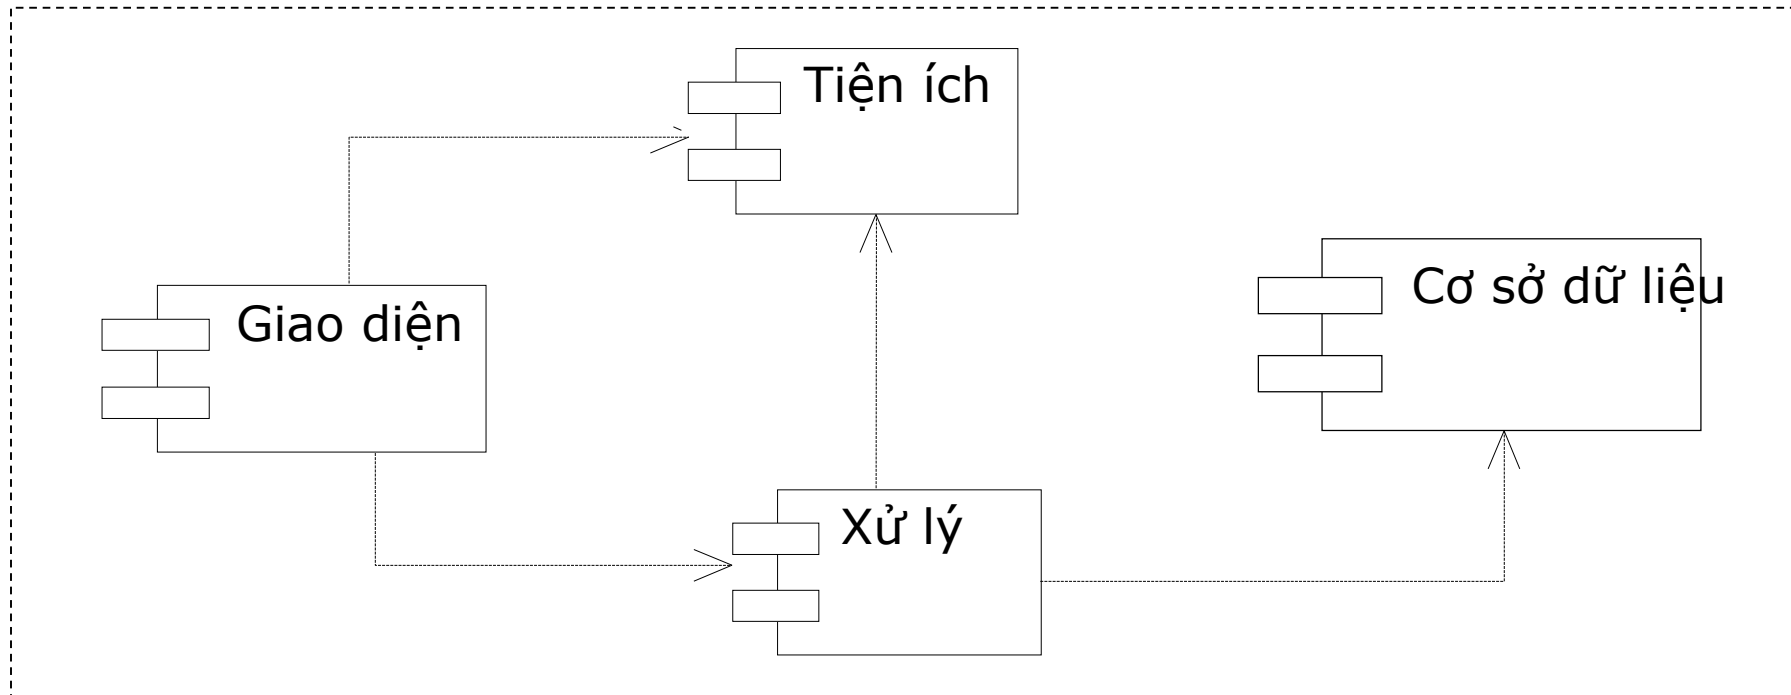 Tiện ích
Cơ sở dữ liệu
Giao diện
Xử lý